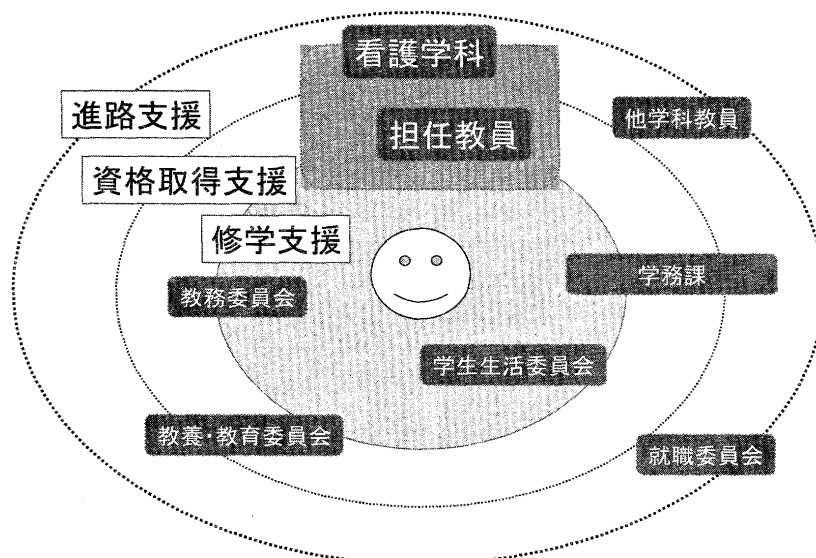 看護学科
進路支援
他学科教員
担任教員
資格取得支援
修学支援
学務課
教務委員会
学生生活委員会
教養・教育委員会
就職委員会